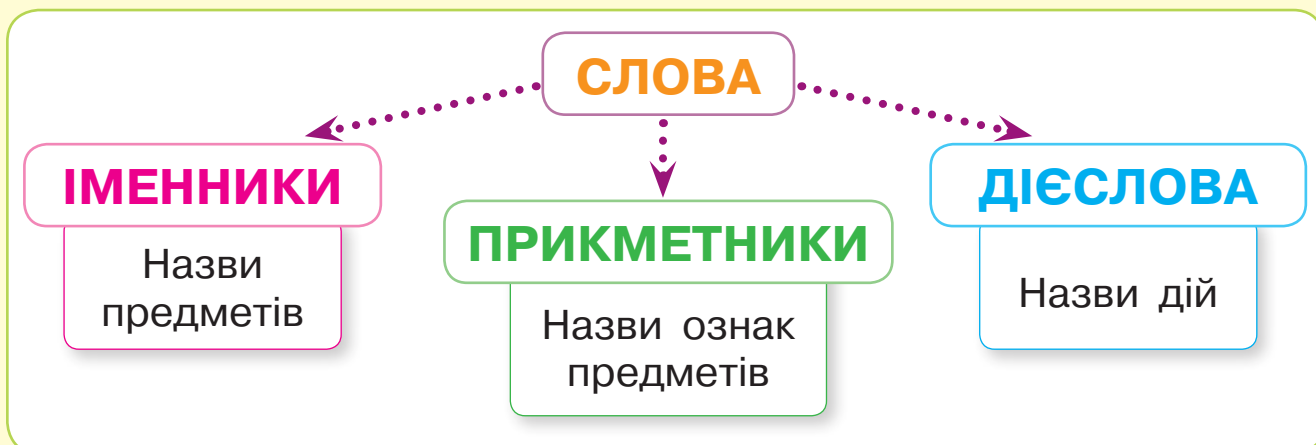 СЛОВА
ІМЕННИКИ
Назви
предметів
ПРИКМЕТНИКИ
Назви ознак
предметів
ДІЄСЛОВА
Назви дій